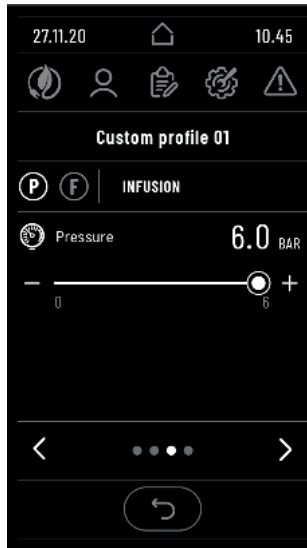 27.11.20 10.45
Custom profile 01
P F INFUSION
Pressure 6.0 BAR
− +
0 6